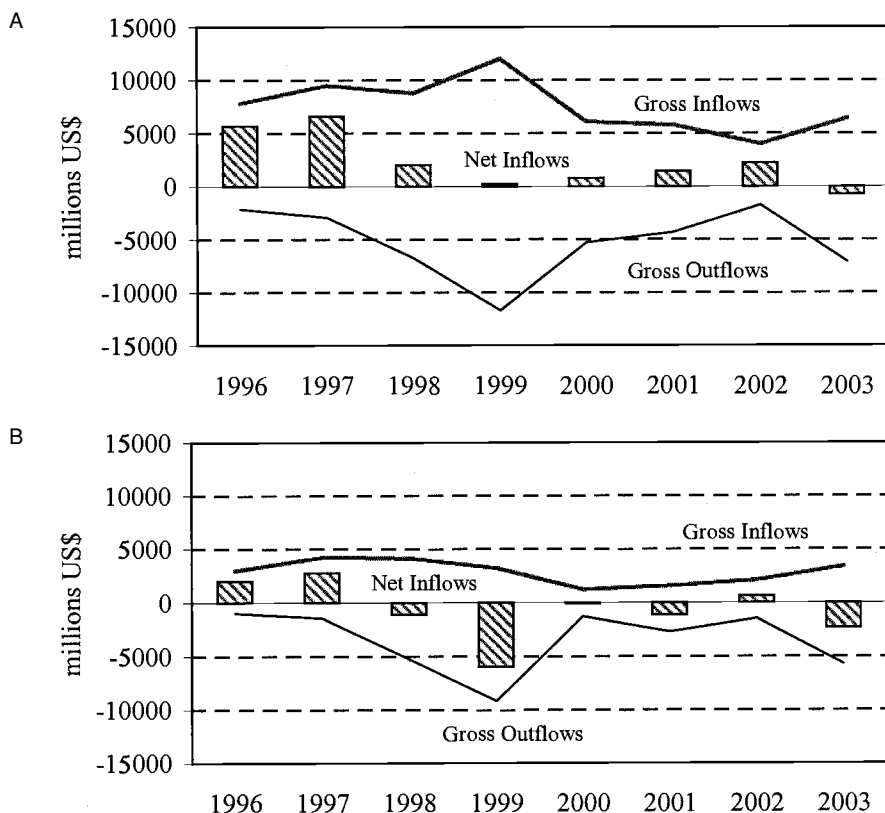 A
15000
10000
5000
0
-5000
-10000
-15000
millions US$
Gross Inflows
Net Inflows
Gross Outflows
1996 1997 1998 1999 2000 2001 2002 2003
B
15000
10000
5000
0
-5000
-10000
-15000
millions US$
Gross Inflows
Net Inflows
Gross Outflows
1996 1997 1998 1999 2000 2001 2002 2003